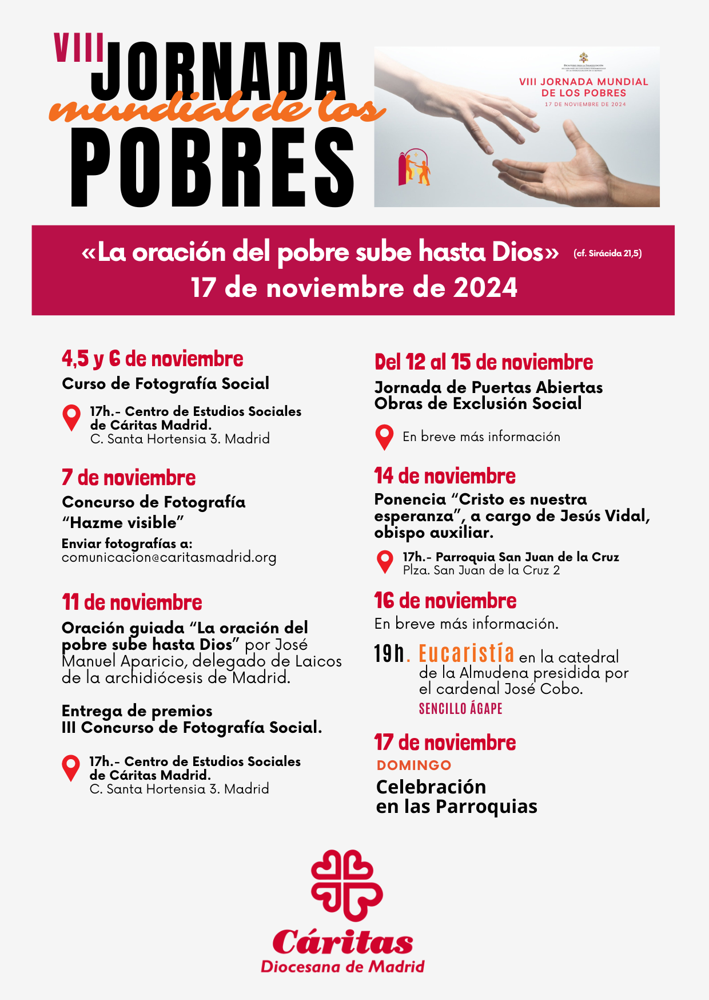 VIII
JORNADA
mundial de los
POBRES
VIII JORNADA MUNDIAL
DE LOS POBRES
17 DE NOVIEMBRE DE 2024
«La oración del pobre sube hasta Dios» (cf. Sirácida 21,5)
17 de noviembre de 2024
4,5 y 6 de noviembre
Curso de Fotografía Social
17h.- Centro de Estudios Sociales
de Cáritas Madrid.
C. Santa Hortensia 3. Madrid
7 de noviembre
Concurso de Fotografía
“Hazme visible”
Enviar fotografías a:
comunicacion@caritasmadrid.org
11 de noviembre
Oración guiada “La oración del
pobre sube hasta Dios” por José
Manuel Aparicio, delegado de Laicos
de la archidiócesis de Madrid.
Entrega de premios
III Concurso de Fotografía Social.
17h.- Centro de Estudios Sociales
de Cáritas Madrid.
C. Santa Hortensia 3. Madrid
Del 12 al 15 de noviembre
Jornada de Puertas Abiertas
Obras de Exclusión Social
En breve más información
14 de noviembre
Ponencia “Cristo es nuestra
esperanza”, a cargo de Jesús Vidal,
obispo auxiliar.
17h.- Parroquia San Juan de la Cruz
Plza. San Juan de la Cruz 2
16 de noviembre
En breve más información.
19h. Eucaristía en la catedral
de la Almudena presidida por
el cardenal José Cobo.
SENCILLO ÁGAPE
17 de noviembre
DOMINGO
Celebración
en las Parroquias
Cáritas
Diocesana de Madrid